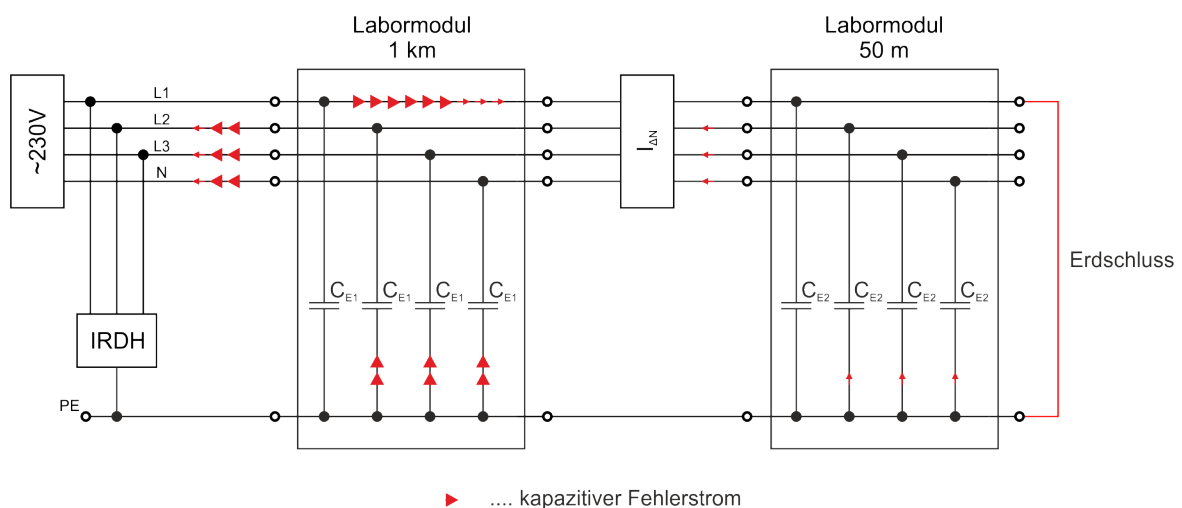 Labormodul
1 km
Labormodul
50 m
~230V
L1
L2
L3
N
I∆N
CE1
CE1
CE1
CE1
CE2
CE2
CE2
CE2
Erdschluss
IRDH
PE
.... kapazitiver Fehlerstrom